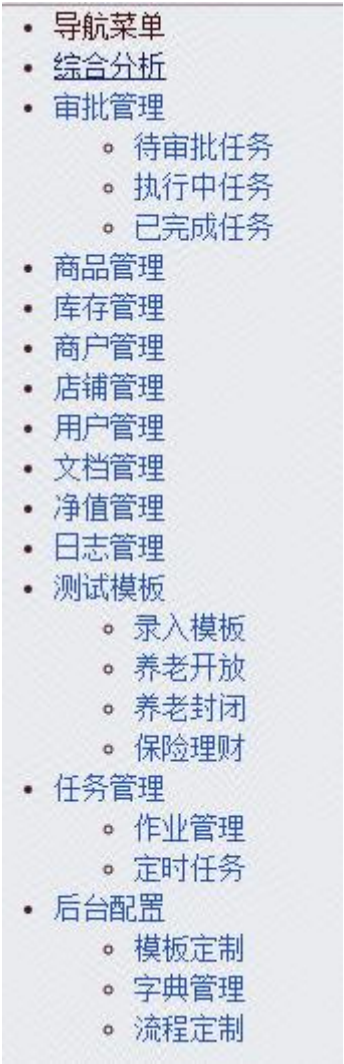 导航菜单
综合分析
审批管理
待审批任务
执行中任务
已完成任务
商品管理
库存管理
商户管理
店铺管理
用户管理
文档管理
净值管理
日志管理
测试模板
录入模板
养老开放
养老封闭
保险理财
任务管理
作业管理
定时任务
后台配置
模板定制
字典管理
流程定制